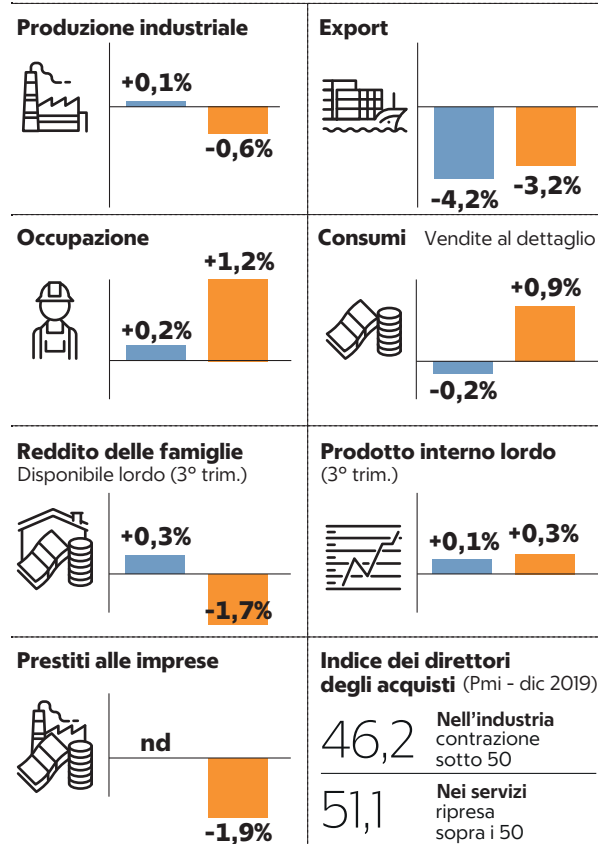 Produzione industriale
+0,1%
-0,6%
Export
-4,2%
-3,2%
Occupazione
+0,2%
+1,2%
Consumi Vendite al dettaglio
-0,2%
+0,9%
Reddito delle famiglie
Disponibile lordo (3° trim.)
+0,3%
-1,7%
Prodotto interno lordo
(3° trim.)
+0,1%
+0,3%
Prestiti alle imprese
nd
-1,9%
Indice dei direttori
degli acquisti (Pmi - dic 2019)
46,2
Nell'industria
contrazione
sotto 50
51,1
Nei servizi
ripresa
sopra i 50